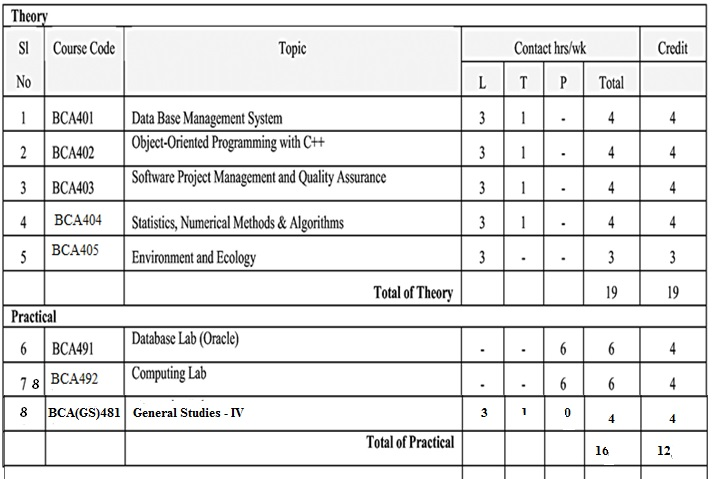 Theory
Sl No Course Code Topic Contact hrs/wk Credit
L T P Total
1 BCA401 Data Base Management System 3 1 - 4 4
2 BCA402 Object-Oriented Programming with C++ 3 1 - 4 4
3 BCA403 Software Project Management and Quality Assurance 3 1 - 4 4
4 BCA404 Statistics, Numerical Methods & Algorithms 3 1 - 4 4
5 BCA405 Environment and Ecology 3 - - 3 3
Total of Theory 19 19
Practical
6 BCA491 Database Lab (Oracle) - - 6 6 4
7 8 BCA492 Computing Lab - - 6 6 4
8 BCA(GS)481 General Studies - IV 3 1 0 4 4
Total of Practical 16 12